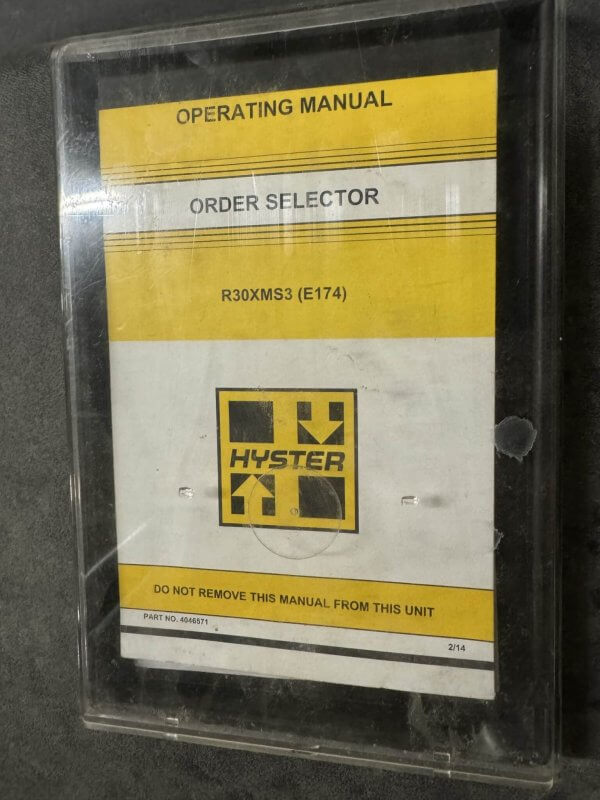 OPERATING MANUAL
ORDER SELECTOR
R30XMS3 (E174)
HYSTER
DO NOT REMOVE THIS MANUAL FROM THIS UNIT
PART NO. 4046571
2/14